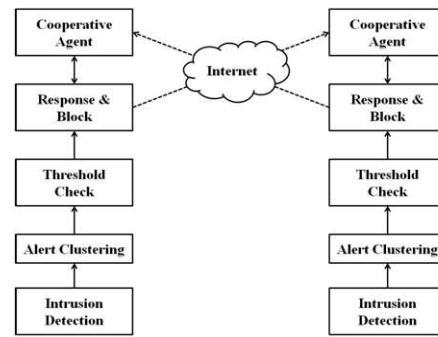 Cooperative
Agent
Response &
Block
Threshold
Check
Alert Clustering
Intrusion
Detection
Internet
Cooperative
Agent
Response &
Block
Threshold
Check
Alert Clustering
Intrusion
Detection